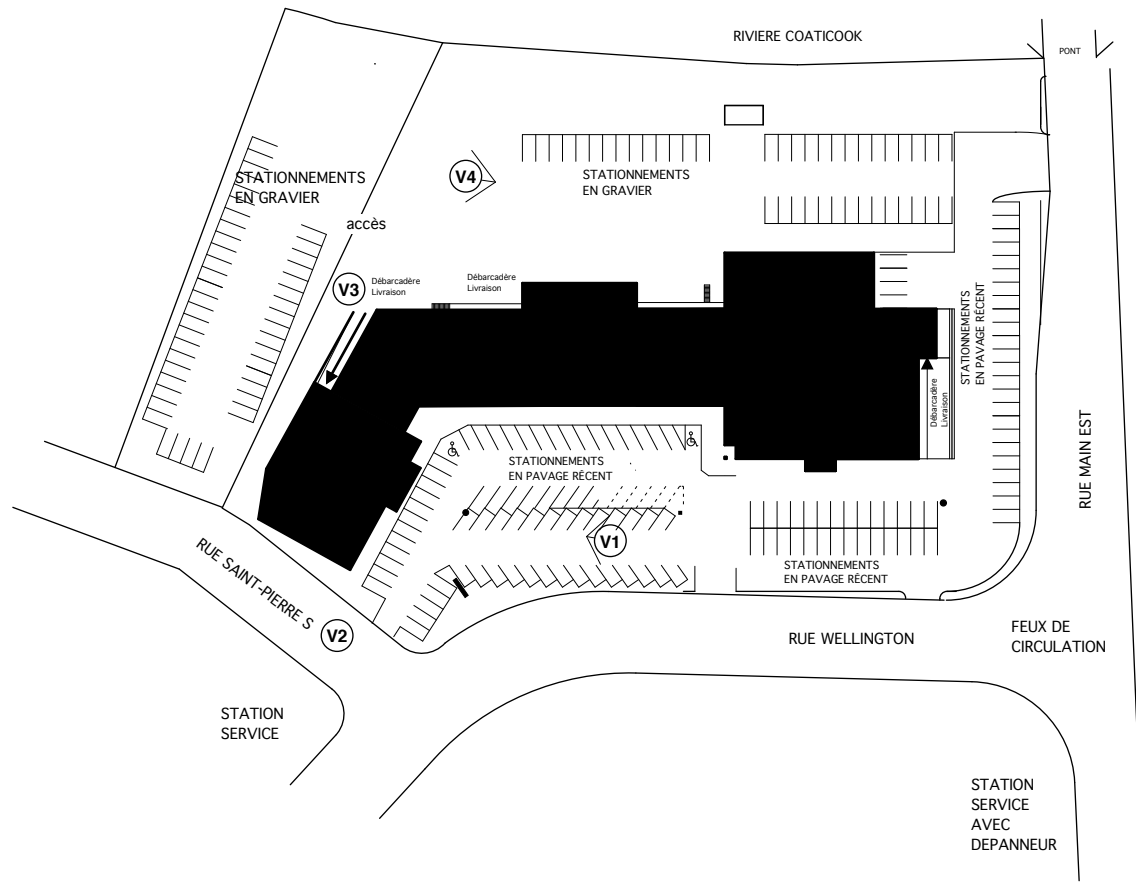 RIVIERE COATICOOK
PONT
STATIONNEMENTS
EN GRAVIER
V4
STATIONNEMENTS
EN GRAVIER
accès
V3
Débarcadère
Livraison
Débarcadère
Livraison
STATIONNEMENTS
EN PAVAGE RÉCENT
Débarcadère
Livraison
RUE MAIN EST
STATIONNEMENTS
EN PAVAGE RÉCENT
V1
STATIONNEMENTS
EN PAVAGE RÉCENT
RUE SAINT-PIERRE S
V2
RUE WELLINGTON
FEUX DE
CIRCULATION
STATION
SERVICE
STATION
SERVICE
AVEC
DEPANNEUR